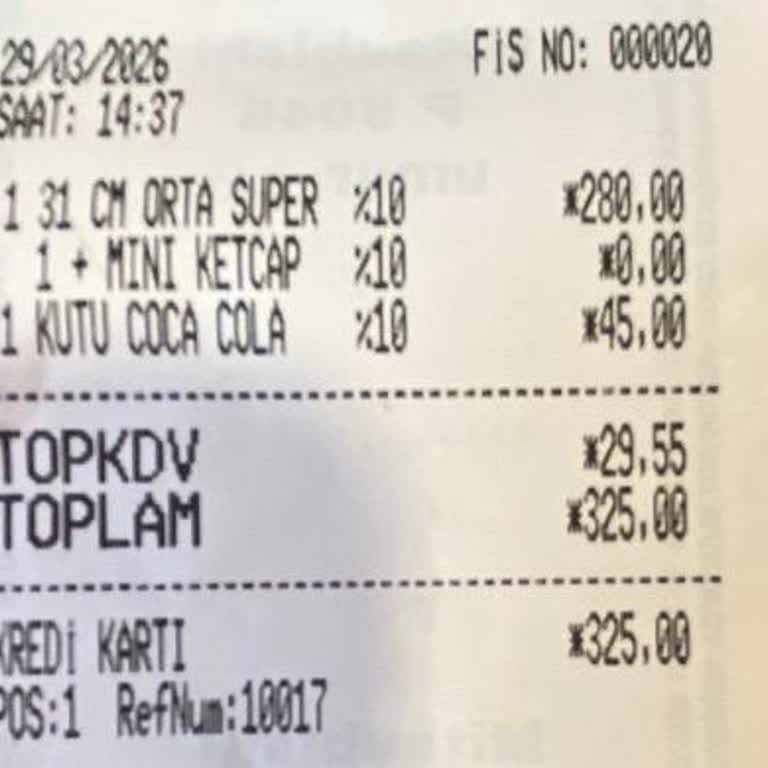 29/03/2026 FİS NO: 000020
SAAT: 14:37
1 31 CM ORTA SUPER %10 *280,00
1 + MINI KETCAP %10 *0,00
1 KUTU COCA COLA %10 *45,00
TOPKDV *29,55
TOPLAM *325,00
KREDİ KARTI *325,00
POS:1 RefNum:10017